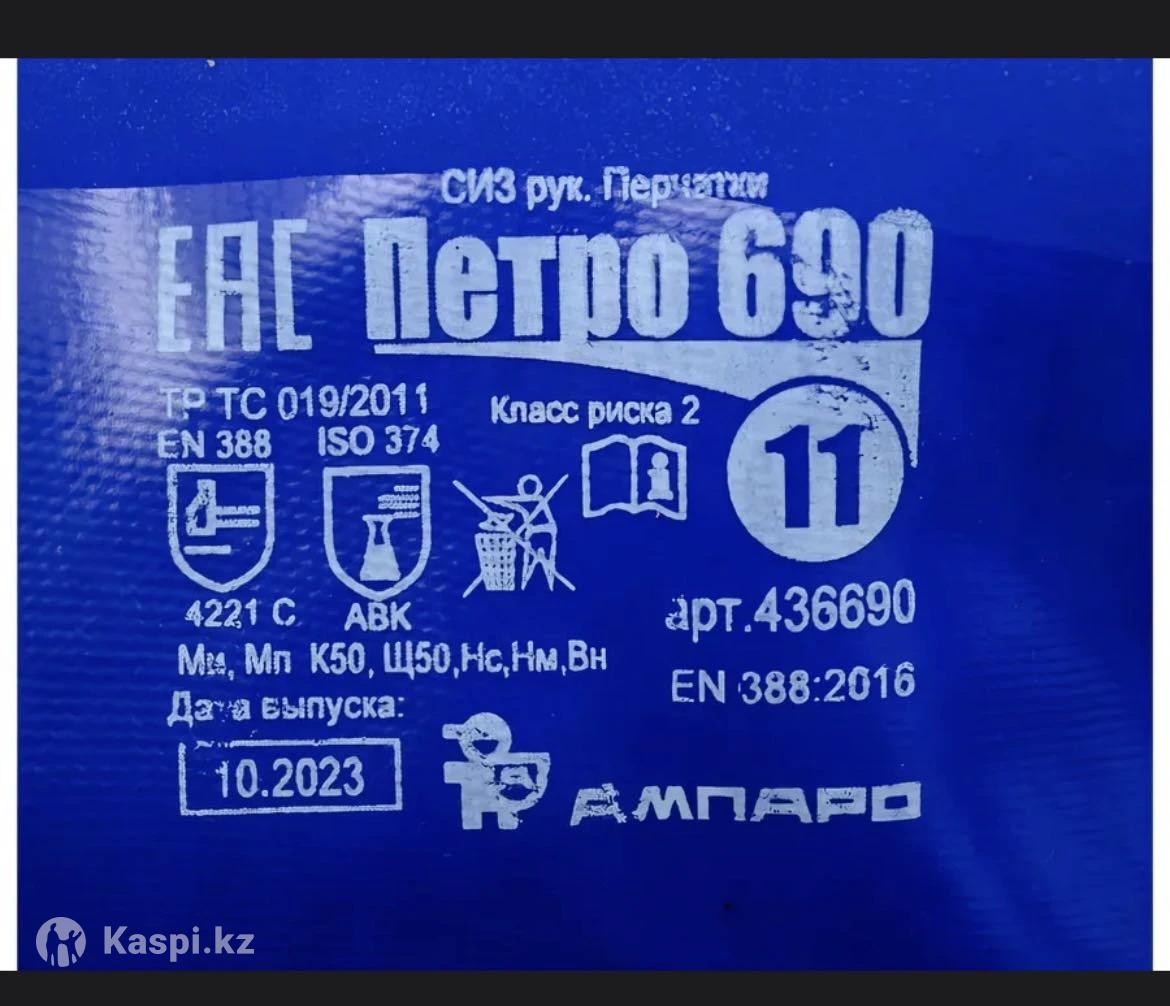 СИЗ рук. Перчатки
ЕАС Петро 690
ТР ТС 019/2011
Класс риска 2
EN 388 ISO 374
11
4221 C АВК
арт.436690
Ми, Мп К50, Щ50,Нс,Нм,Вн
EN 388:2016
Дата выпуска:
10.2023
АМПАРО
Kaspi.kz